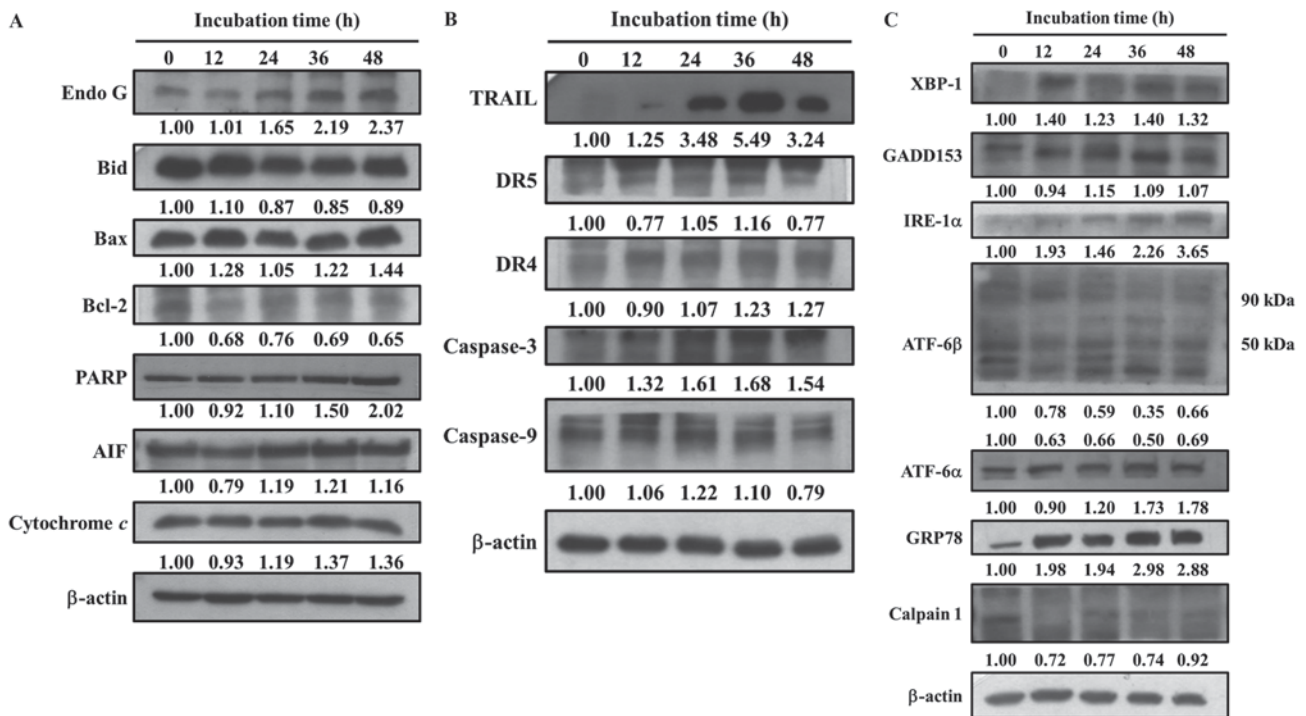 A
Incubation time (h)
0 12 24 36 48
Endo G
1.00 1.01 1.65 2.19 2.37
Bid
1.00 1.10 0.87 0.85 0.89
Bax
1.00 1.28 1.05 1.22 1.44
Bcl-2
1.00 0.68 0.76 0.69 0.65
PARP
1.00 0.92 1.10 1.50 2.02
AIF
1.00 0.79 1.19 1.21 1.16
Cytochrome c
1.00 0.93 1.19 1.37 1.36
β-actin
B
Incubation time (h)
0 12 24 36 48
TRAIL
1.00 1.25 3.48 5.49 3.24
DR5
1.00 0.77 1.05 1.16 0.77
DR4
1.00 0.90 1.07 1.23 1.27
Caspase-3
1.00 1.32 1.61 1.68 1.54
Caspase-9
1.00 1.06 1.22 1.10 0.79
β-actin
C
Incubation time (h)
0 12 24 36 48
XBP-1
1.00 1.40 1.23 1.40 1.32
GADD153
1.00 0.94 1.15 1.09 1.07
IRE-1α
1.00 1.93 1.46 2.26 3.65
90 kDa
ATF-6β
50 kDa
1.00 0.78 0.59 0.35 0.66
1.00 0.63 0.66 0.50 0.69
ATF-6α
1.00 0.90 1.20 1.73 1.78
GRP78
1.00 1.98 1.94 2.98 2.88
Calpain 1
1.00 0.72 0.77 0.74 0.92
β-actin